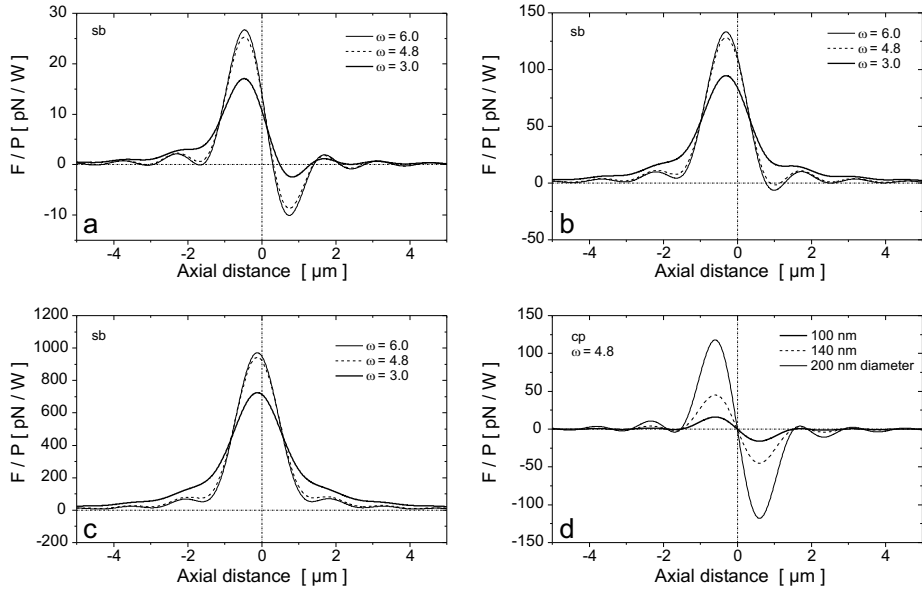 30
20
10
0
-10
F / P [ pN / W ]
sb
ω = 6.0
ω = 4.8
ω = 3.0
a
-4 -2 0 2 4
Axial distance [ µm ]
150
100
50
0
-50
F / P [ pN / W ]
sb
ω = 6.0
ω = 4.8
ω = 3.0
b
-4 -2 0 2 4
Axial distance [ µm ]
1200
1000
800
600
400
200
0
-200
F / P [ pN / W ]
sb
ω = 6.0
ω = 4.8
ω = 3.0
c
-4 -2 0 2 4
Axial distance [ µm ]
150
100
50
0
-50
-100
-150
F / P [ pN / W ]
cp
ω = 4.8
100 nm
140 nm
200 nm diameter
d
-4 -2 0 2 4
Axial distance [ µm ]